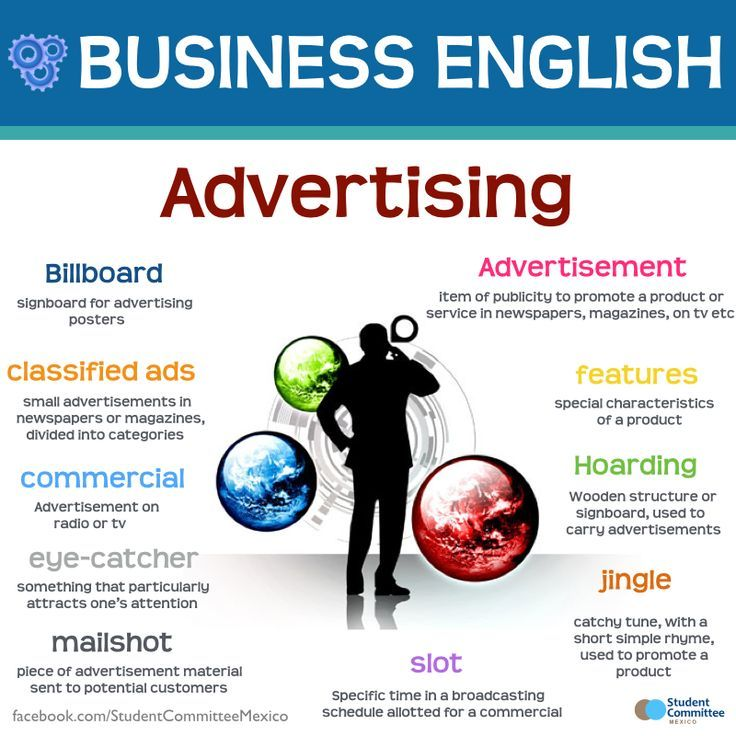 BUSINESS ENGLISH
Advertising
Billboard
signboard for advertising
posters
classified ads
small advertisements in
newspapers or magazines,
divided into categories
commercial
Advertisement on
radio or tv
eye-catcher
something that particularly
attracts one's attention
mailshot
piece of advertisement material
sent to potential customers
Advertisement
item of publicity to promote a product or
service in newspapers, magazines, on tv etc
features
special characteristics
of a product
Hoarding
Wooden structure or
signboard, used to
carry advertisements
jingle
catchy tune, with a
short simple rhyme,
used to promote a
product
slot
Specific time in a broadcasting
schedule allotted for a commercial
facebook.com/StudentCommitteeMexico
Student
Committee
MEXICO